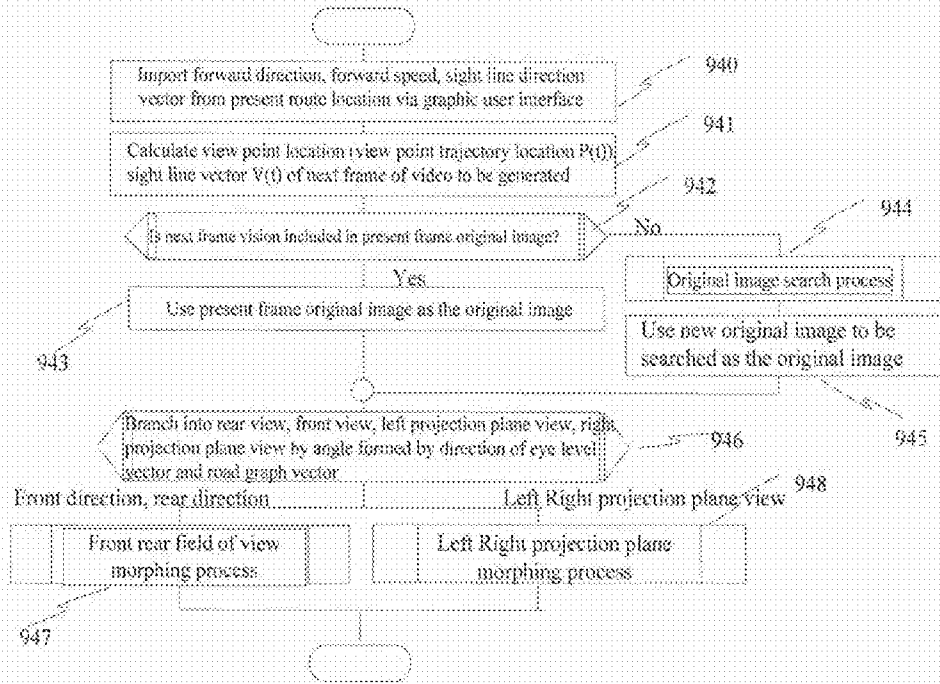 Import forward direction, forward speed, sight line direction
vector from present route location via graphic user interface
940
Calculate view point location (view point trajectory location P(t))
sight line vector V(t) of next frame of video to be generated
941
942
Is next frame vision included in present frame original image?
No
944
Yes
Original image search process
Use present frame original image as the original image
943
Use new original image to be
searched as the original image
945
Branch into rear view, front view, left projection plane view, right
projection plane view by angle formed by direction of eye level
vector and road graph vector
946
Front direction, rear direction
Left Right projection plane view
948
Front rear field of view
morphing process
Left Right projection plane
morphing process
947